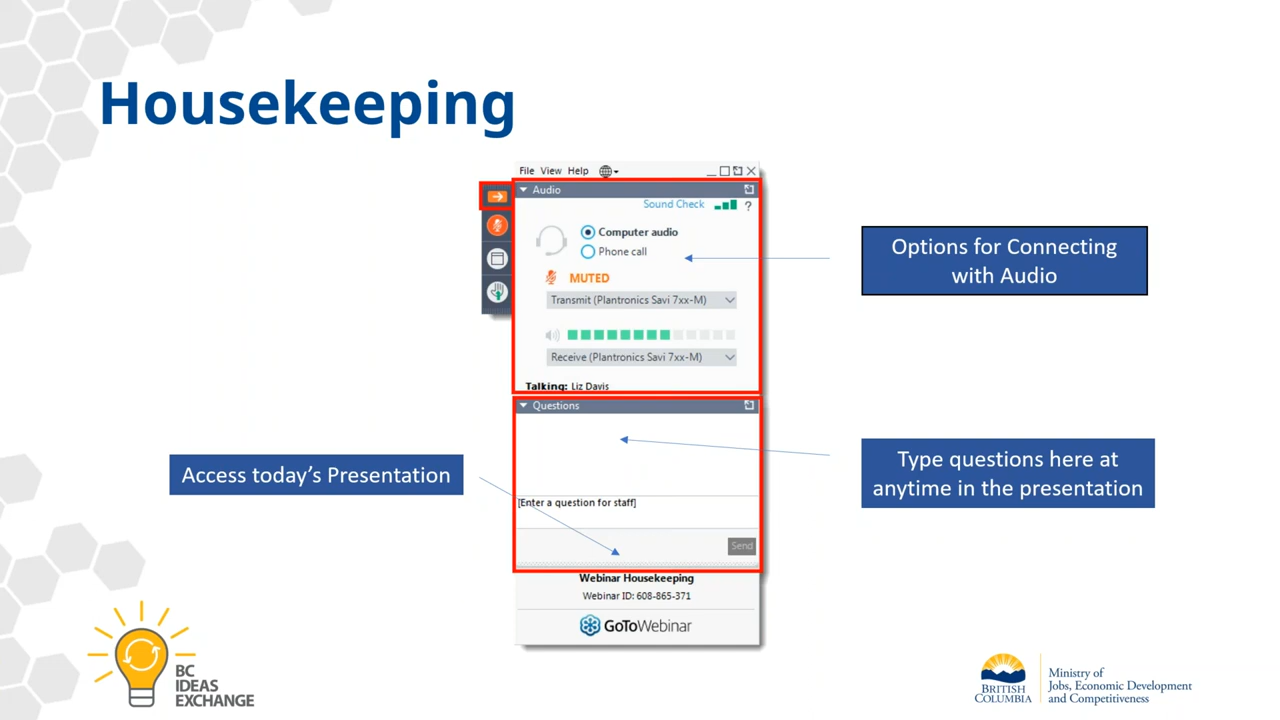 Housekeeping
File View Help
Audio
Sound Check ?
Computer audio
Phone call
MUTED
Transmit (Plantronics Savi 7xx-M)
Receive (Plantronics Savi 7xx-M)
Talking: Liz Davis
Options for Connecting
with Audio
Questions
[Enter a question for staff]
Send
Webinar Housekeeping
Webinar ID: 608-865-371
GoToWebinar
Access today’s Presentation
Type questions here at
anytime in the presentation
BC
IDEAS
EXCHANGE
BRITISH
COLUMBIA
Ministry of
Jobs, Economic Development
and Competitiveness